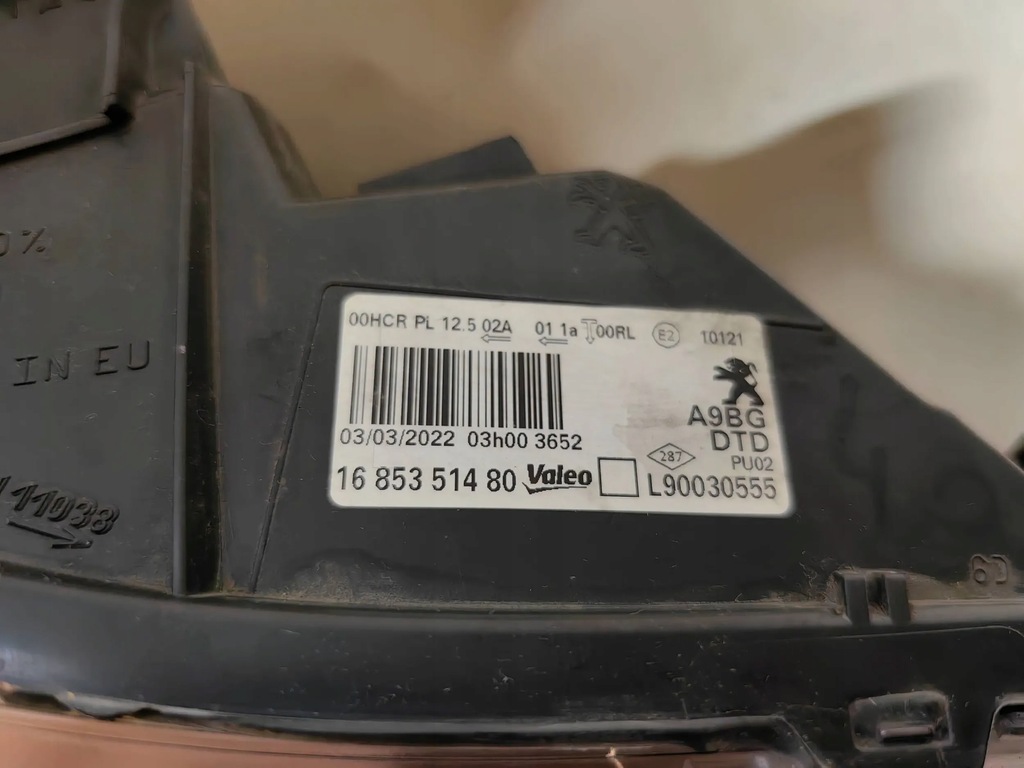 00HCR PL 12.5 02A 01 1a 00RL E2 10121
A9BG
DTD
PU02
03/03/2022 03h00 3652
287
16 853 514 80 Valeo L90030555
IN EU
11038